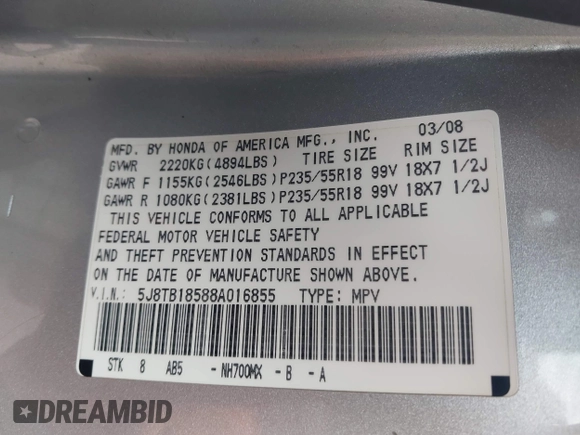 MFD. BY HONDA OF AMERICA MFG., INC. 03/08
GVWR 2220KG(4894LBS) TIRE SIZE RIM SIZE
GAWR F 1155KG(2546LBS)P235/55R18 99V 18X7 1/2J
GAWR R 1080KG(2381LBS)P235/55R18 99V 18X7 1/2J
THIS VEHICLE CONFORMS TO ALL APPLICABLE
FEDERAL MOTOR VEHICLE SAFETY
AND THEFT PREVENTION STANDARDS IN EFFECT
ON THE DATE OF MANUFACTURE SHOWN ABOVE.
V.I.N.: 5J8TB18588A016855 TYPE: MPV
STK 8 AB5 -NH700MX -B -A
DREAMBID